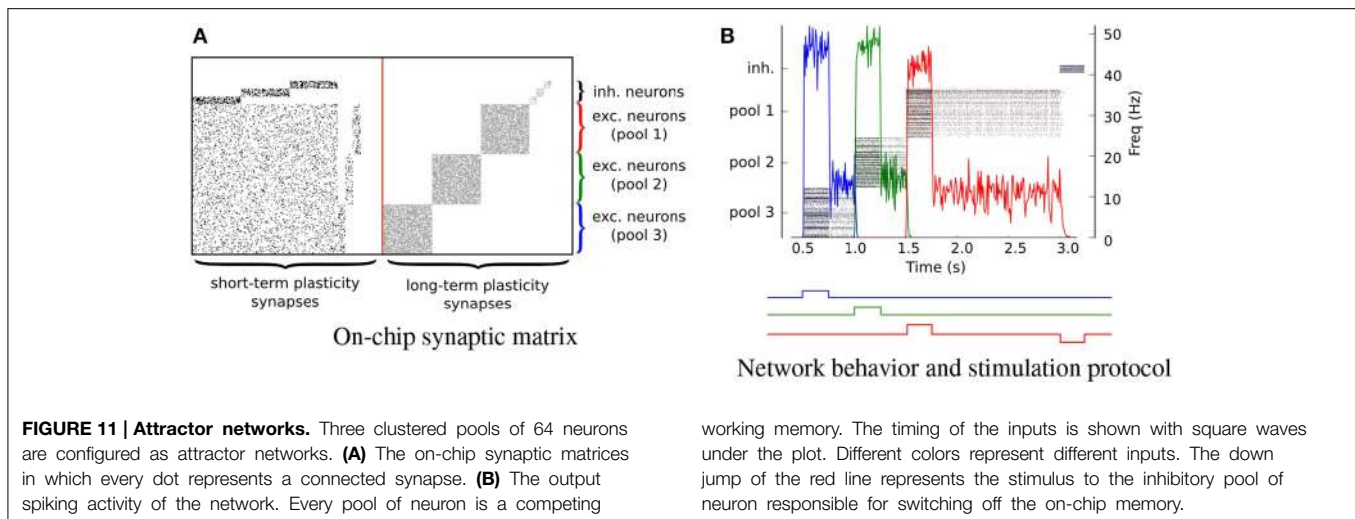 A
inh. neurons
exc. neurons
(pool 1)
exc. neurons
(pool 2)
exc. neurons
(pool 3)
short-term plasticity
synapses
long-term plasticity
synapses
On-chip synaptic matrix
B
inh.
pool 1
pool 2
pool 3
50
40
30
20
10
0
Freq (Hz)
0.5 1.0 1.5 2.0 2.5 3.0
Time (s)
Network behavior and stimulation protocol
FIGURE 11 | Attractor networks. Three clustered pools of 64 neurons
are configured as attractor networks. (A) The on-chip synaptic matrices
in which every dot represents a connected synapse. (B) The output
spiking activity of the network. Every pool of neuron is a competing
working memory. The timing of the inputs is shown with square waves
under the plot. Different colors represent different inputs. The down
jump of the red line represents the stimulus to the inhibitory pool of
neuron responsible for switching off the on-chip memory.